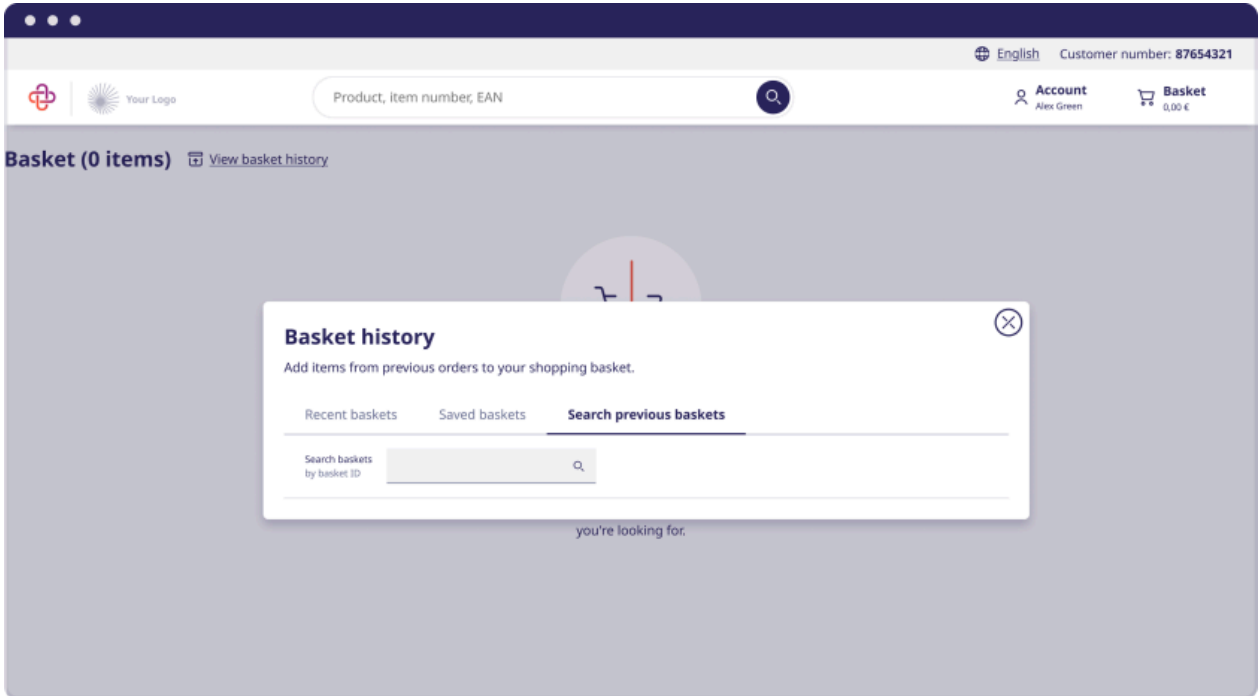 English Customer number: 87654321
Your Logo
Product, item number, EAN
Account
Alex Green
Basket
0,00 €
Basket (0 items) View basket history
Basket history
Add items from previous orders to your shopping basket.
Recent baskets Saved baskets Search previous baskets
Search baskets
by basket ID
you're looking for.